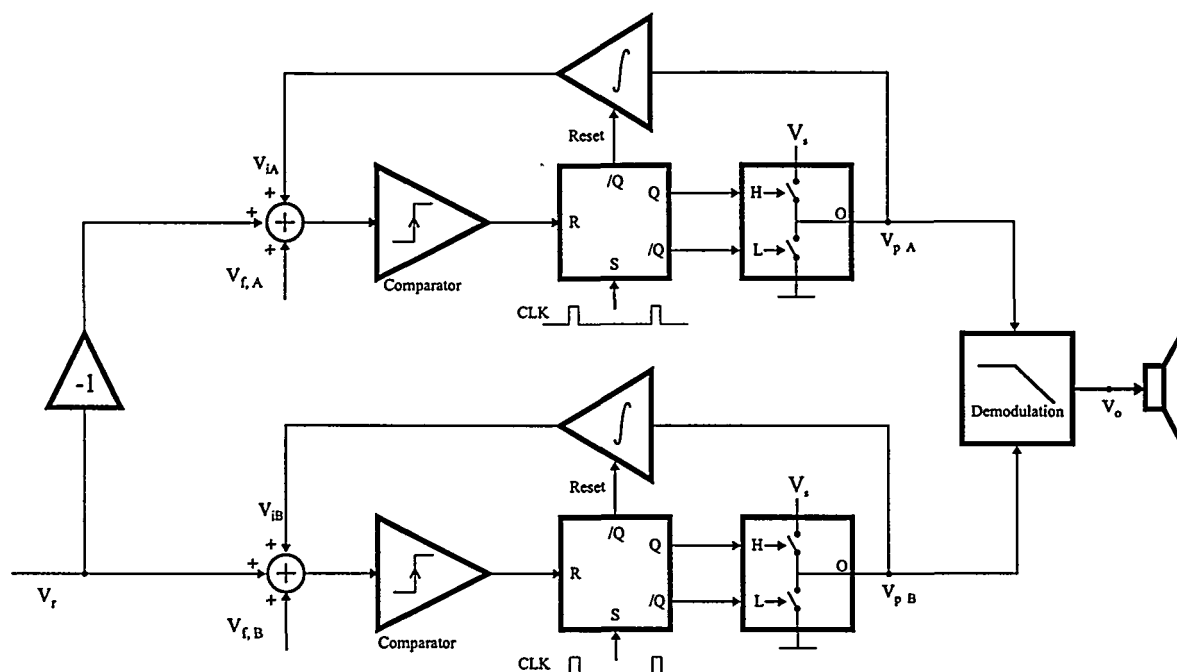 ∫
Reset
V_s
V_iA
+
+
+
/Q
Q
H
O
R
/Q
L
V_p A
S
V_f, A
Comparator
CLK
-1
Demodulation
V_o
∫
Reset
V_s
V_iB
+
+
+
/Q
Q
H
O
R
/Q
L
V_r
V_p B
S
V_f, B
Comparator
CLK